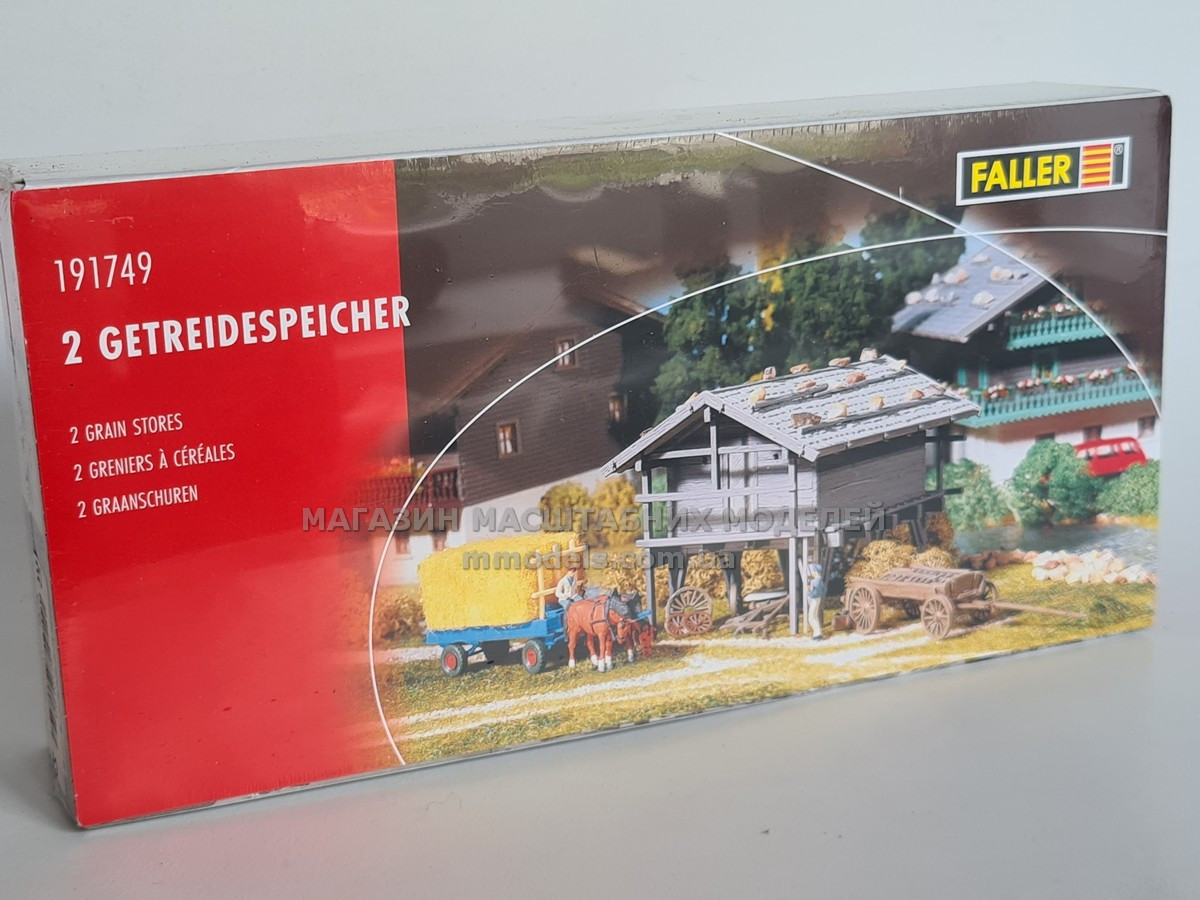 191749
2 GETREIDESPEICHER
2 GRAIN STORES
2 GRENIERS À CÉRÉALES
2 GRAANSCHUREN
FALLER
®
МАГАЗИН МАСШТАБНИХ МОДЕЛЕЙ
mmodels.com.ua